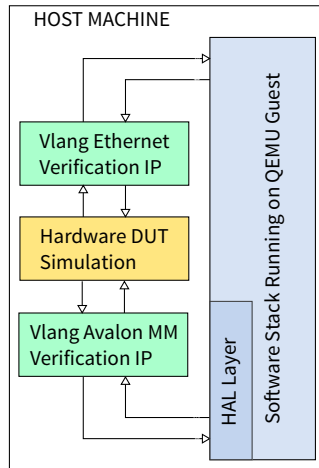 HOST MACHINE
Vlang Ethernet
Verification IP
Hardware DUT
Simulation
Vlang Avalon MM
Verification IP
HAL Layer
Software Stack Running on QEMU Guest